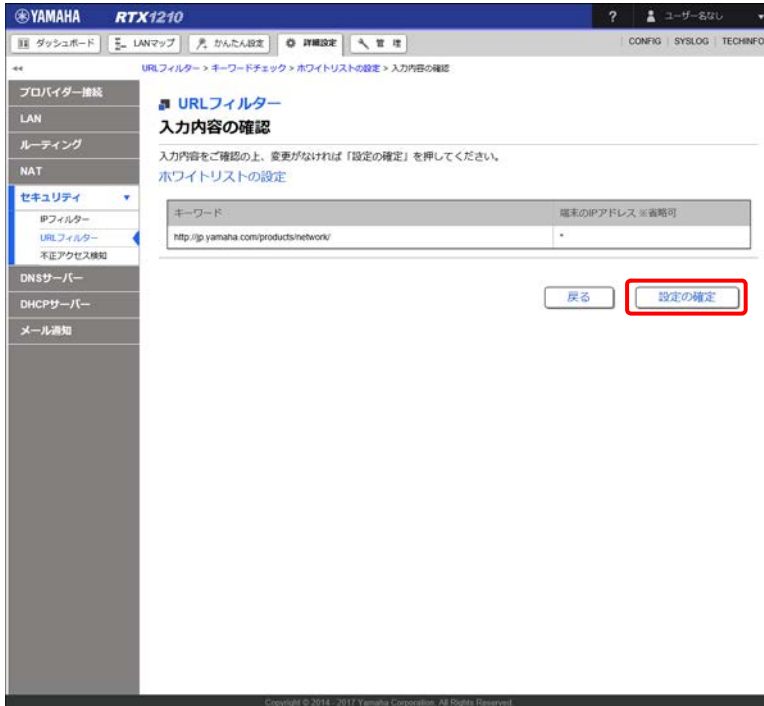 YAMAHA RTX1210 ? ユーザー名なし
ダッシュボード LANマップ かんたん設定 詳細設定 管理 CONFIG SYSLOG TECHINFO
URLフィルター > キーワードチェック > ホワイトリストの設定 > 入力内容の確認
プロバイダー接続
LAN
ルーティング
NAT
セキュリティ
IPフィルター
URLフィルター
不正アクセス検知
DNSサーバー
DHCPサーバー
メール通知
URLフィルター
入力内容の確認
入力内容をご確認の上、変更がなければ「設定の確定」を押してください。
ホワイトリストの設定
キーワード 端末のIPアドレス ※省略可
http://jp.yamaha.com/products/network/ *
戻る 設定の確定
Copyright © 2014 - 2017 Yamaha Corporation. All Rights Reserved.